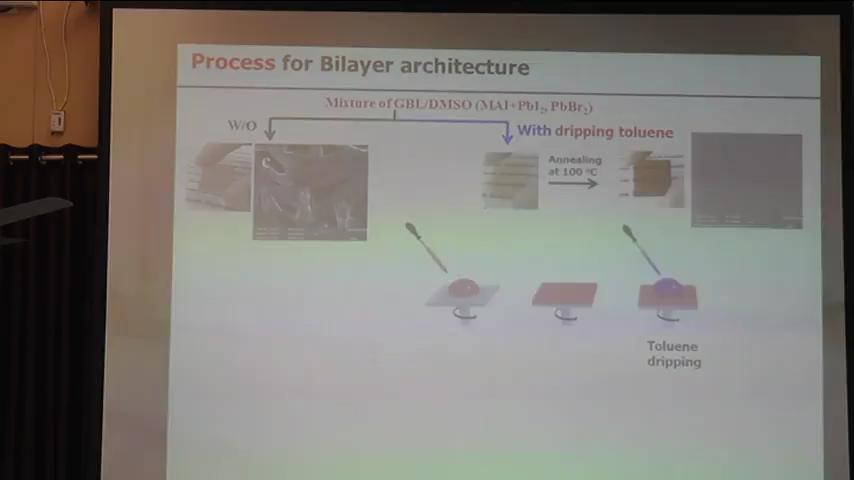 Process for Bilayer architecture
Mixture of GBL/DMSO (MAI+PbI2, PbBr2)
W/O
With dripping toluene
Annealing
at 100 °C
Toluene
dripping